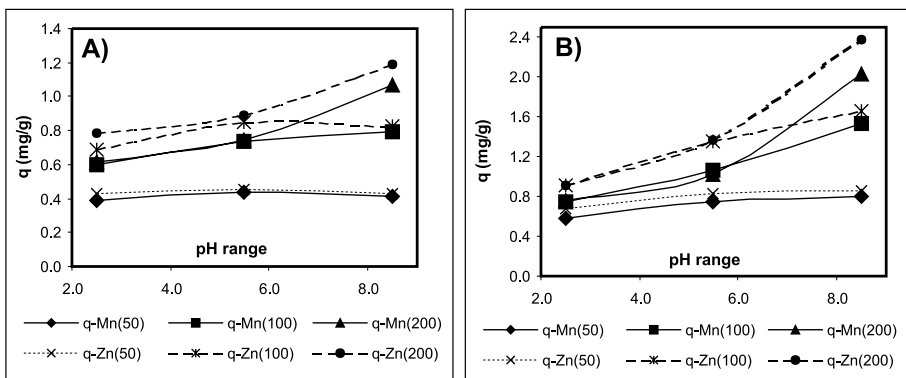 A)
q (mg/g)
1.4
1.2
1.0
0.8
0.6
0.4
0.2
0.0
pH range
2.0 4.0 6.0 8.0
q-Mn(50) q-Mn(100) q-Mn(200)
q-Zn(50) q-Zn(100) q-Zn(200)
B)
q (mg/g)
2.4
2.0
1.6
1.2
0.8
0.4
0.0
pH range
2.0 4.0 6.0 8.0
q-Mn(50) q-Mn(100) q-Mn(200)
q-Zn(50) q-Zn(100) q-Zn(200)